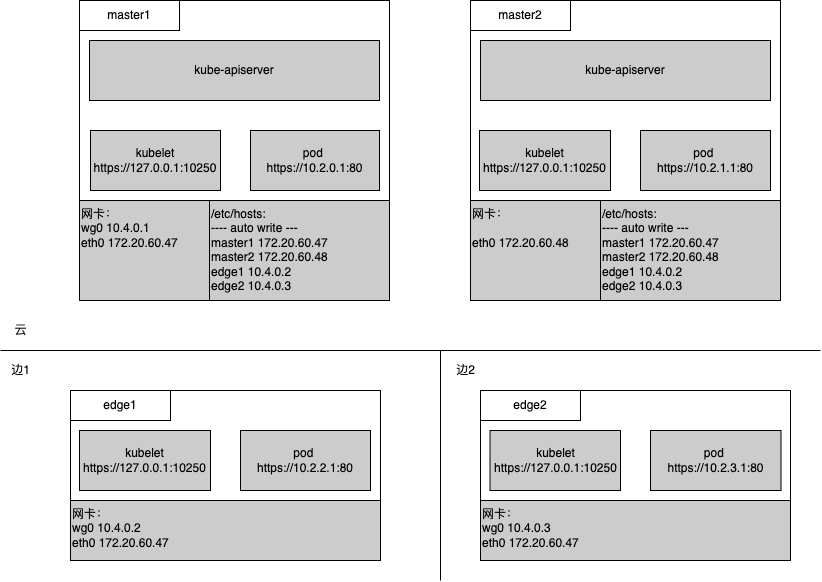 master1
kube-apiserver
kubelet
https://127.0.0.1:10250
pod
https://10.2.0.1:80
网卡：
wg0 10.4.0.1
eth0 172.20.60.47
/etc/hosts:
---- auto write ---
master1 172.20.60.47
master2 172.20.60.48
edge1 10.4.0.2
edge2 10.4.0.3
master2
kube-apiserver
kubelet
https://127.0.0.1:10250
pod
https://10.2.1.1:80
网卡：
eth0 172.20.60.48
/etc/hosts:
---- auto write ---
master1 172.20.60.47
master2 172.20.60.48
edge1 10.4.0.2
edge2 10.4.0.3
云
边1
edge1
kubelet
https://127.0.0.1:10250
pod
https://10.2.2.1:80
网卡：
wg0 10.4.0.2
eth0 172.20.60.47
边2
edge2
kubelet
https://127.0.0.1:10250
pod
https://10.2.3.1:80
网卡：
wg0 10.4.0.3
eth0 172.20.60.47